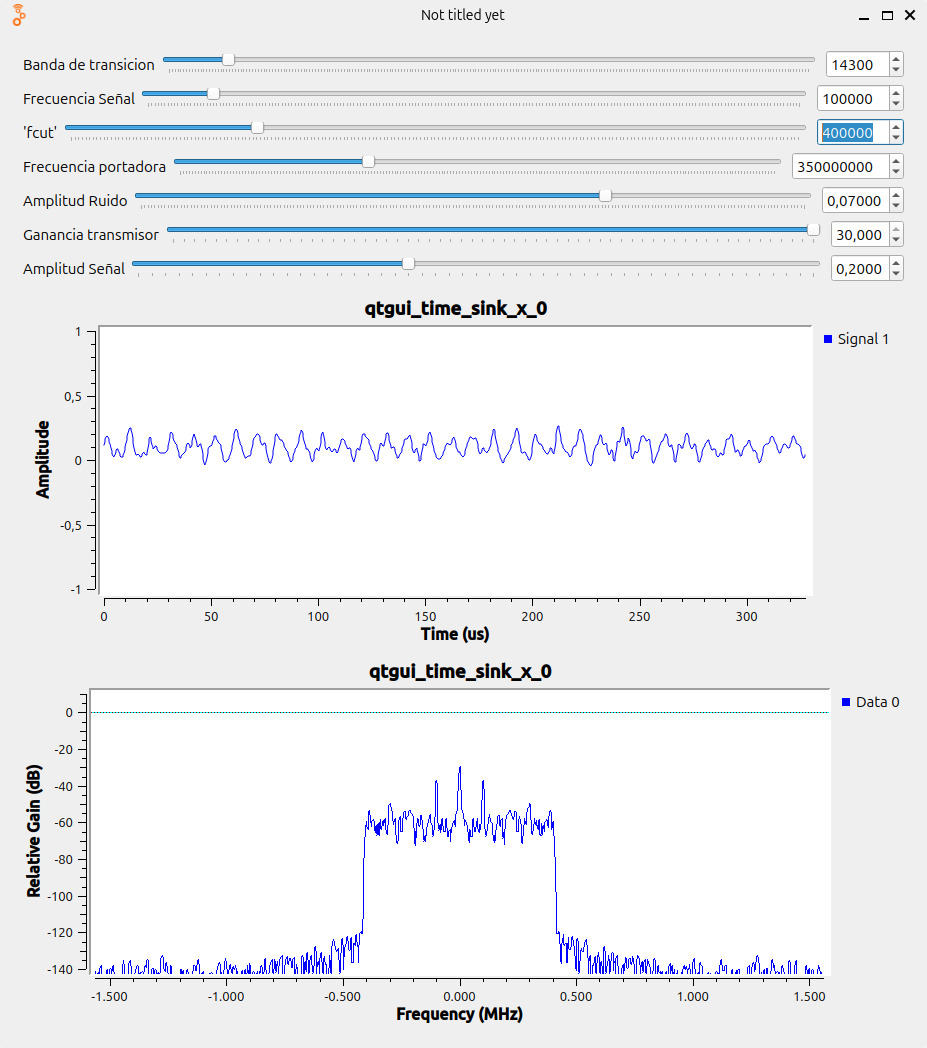 Not titled yet
Banda de transicion 14300
Frecuencia Señal 100000
'fcut' 400000
Frecuencia portadora 350000000
Amplitud Ruido 0,07000
Ganancia transmisor 30,000
Amplitud Señal 0,2000
qtgui_time_sink_x_0
Signal 1
1
0,5
0
-0,5
-1
Amplitude
0 50 100 150 200 250 300
Time (us)
qtgui_time_sink_x_0
Data 0
0
-20
-40
-60
-80
-100
-120
-140
Relative Gain (dB)
-1.500 -1.000 -0.500 0.000 0.500 1.000 1.500
Frequency (MHz)